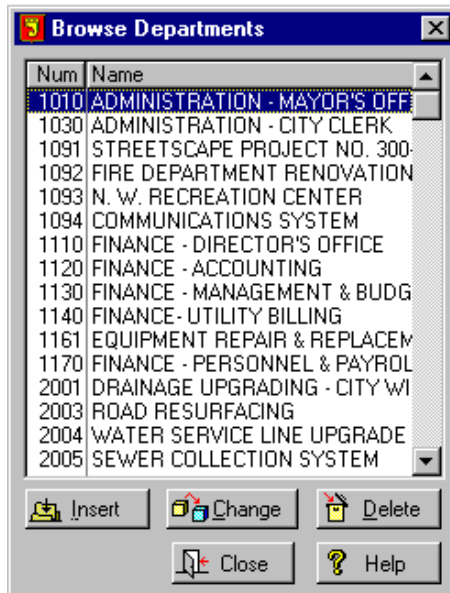 Browse Departments
Num Name
1010 ADMINISTRATION - MAYOR'S OFF
1030 ADMINISTRATION - CITY CLERK
1091 STREETSCAPE PROJECT NO. 300-
1092 FIRE DEPARTMENT RENOVATION
1093 N. W. RECREATION CENTER
1094 COMMUNICATIONS SYSTEM
1110 FINANCE - DIRECTOR'S OFFICE
1120 FINANCE - ACCOUNTING
1130 FINANCE - MANAGEMENT & BUDG
1140 FINANCE- UTILITY BILLING
1161 EQUIPMENT REPAIR & REPLACEM
1170 FINANCE - PERSONNEL & PAYROL
2001 DRAINAGE UPGRADING - CITY WI
2003 ROAD RESURFACING
2004 WATER SERVICE LINE UPGRADE
2005 SEWER COLLECTION SYSTEM
Insert Change Delete
Close Help